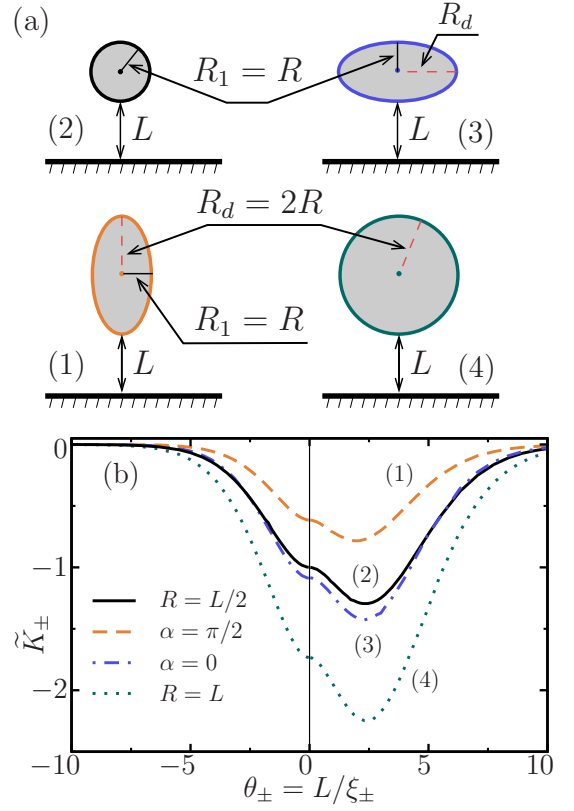 (a)
R_d
R_1 = R
(2) L
L (3)
R_d = 2R
R_1 = R
(1) L
L (4)
0
(b)
(1)
-1
(2)
R = L/2
α = π/2
(3)
α = 0
(4)
R = L
-2
K̃_±
−10 −5 0 5 10
θ_± = L/ξ_±